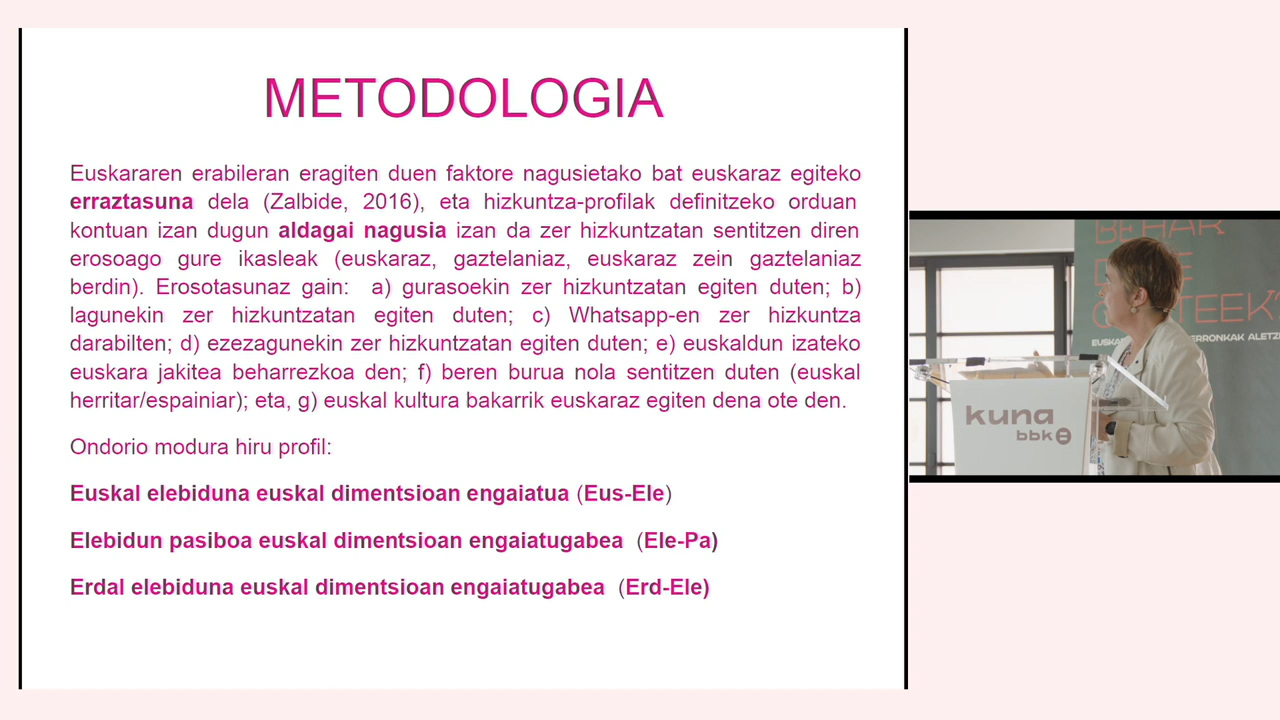 METODOLOGIA
Euskararen erabileran eragiten duen faktore nagusietako bat euskaraz egiteko
erraztasuna dela (Zalbide, 2016), eta hizkuntza-profilak definitzeko orduan
kontuan izan dugun aldagai nagusia izan da zer hizkuntzatan sentitzen diren
erosoago gure ikasleak (euskaraz, gaztelaniaz, euskaraz zein gaztelaniaz
berdin). Erosotasunaz gain: a) gurasoekin zer hizkuntzatan egiten duten; b)
lagunekin zer hizkuntzatan egiten duten; c) Whatsapp-en zer hizkuntza
darabilten; d) ezezagunekin zer hizkuntzatan egiten duten; e) euskaldun izateko
euskara jakitea beharrezkoa den; f) beren burua nola sentitzen duten (euskal
herritar/espainiar); eta, g) euskal kultura bakarrik euskaraz egiten dena ote den.
Ondorio modura hiru profil:
Euskal elebiduna euskal dimentsioan engaiatua (Eus-Ele)
Elebidun pasiboa euskal dimentsioan engaiatugabea (Ele-Pa)
Erdal elebiduna euskal dimentsioan engaiatugabea (Erd-Ele)
BEHAR
ERRONKAK
kuna
bbk